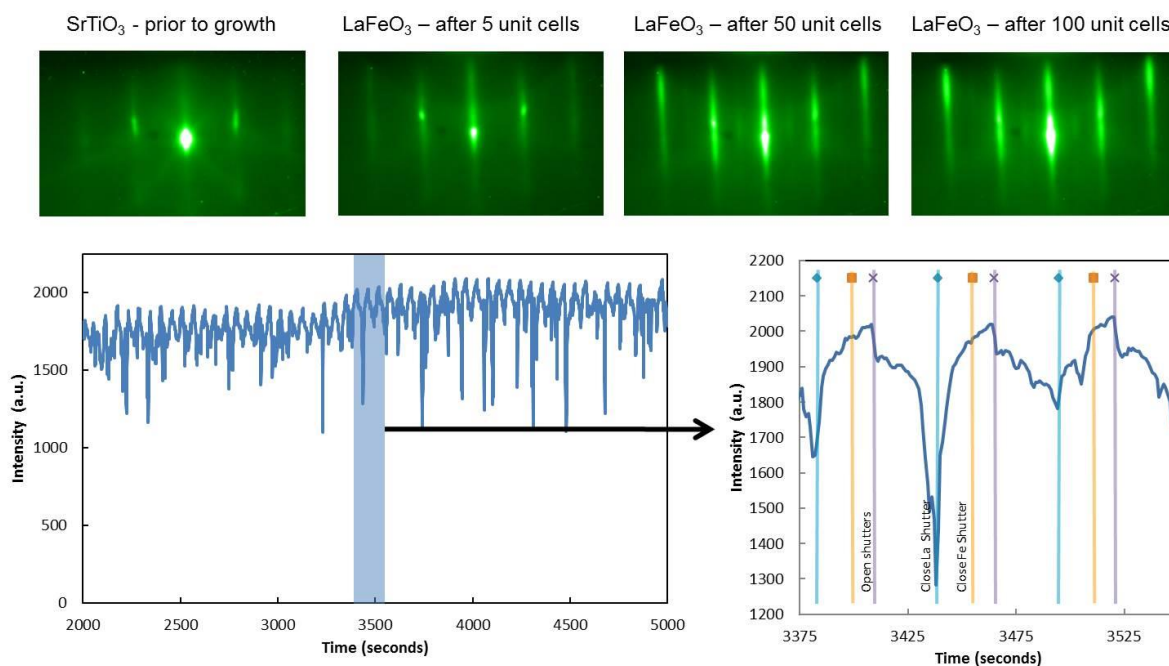 SrTiO₃ - prior to growth
LaFeO₃ – after 5 unit cells
LaFeO₃ – after 50 unit cells
LaFeO₃ – after 100 unit cells
2000
1500
1000
500
0
Intensity (a.u.)
2000 2500 3000 3500 4000 4500 5000
Time (seconds)
2200
2100
2000
1900
1800
1700
1600
1500
1400
1300
1200
Intensity (a.u.)
Open shutters
Close La Shutter
Close Fe Shutter
3375 3425 3475 3525
Time (seconds)